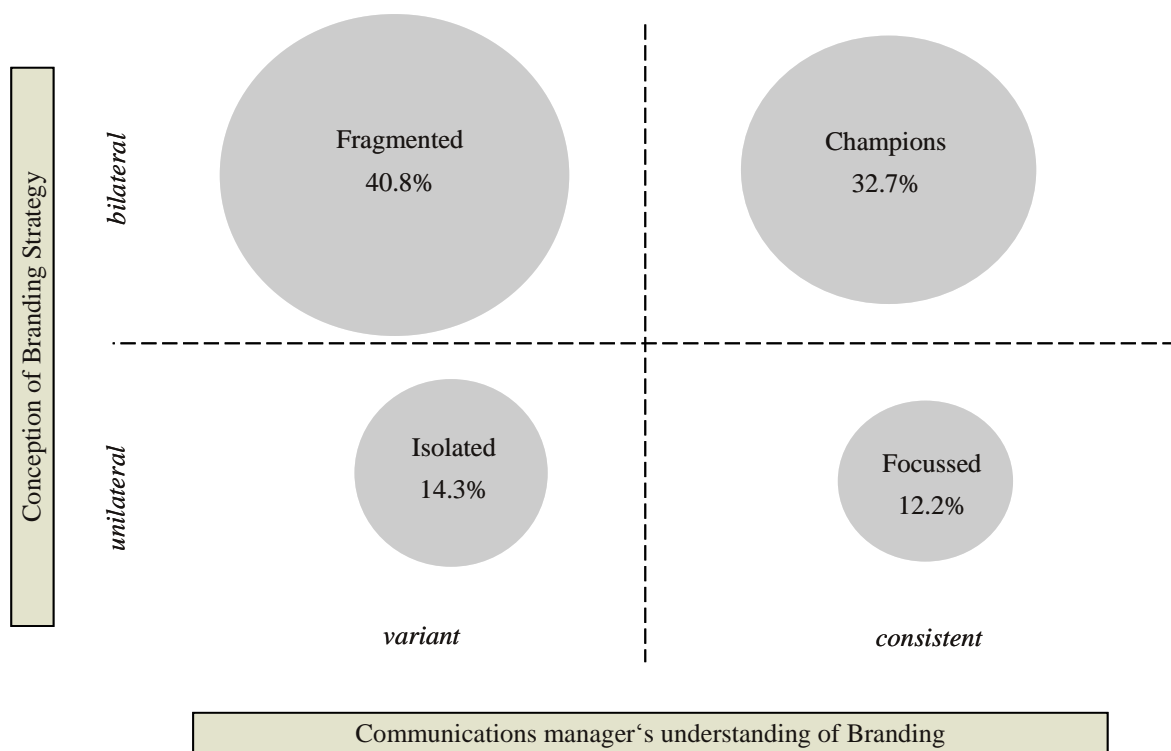 Conception of Branding Strategy
bilateral
Fragmented
40.8%
Champions
32.7%
unilateral
Isolated
14.3%
Focussed
12.2%
variant
consistent
Communications manager‘s understanding of Branding